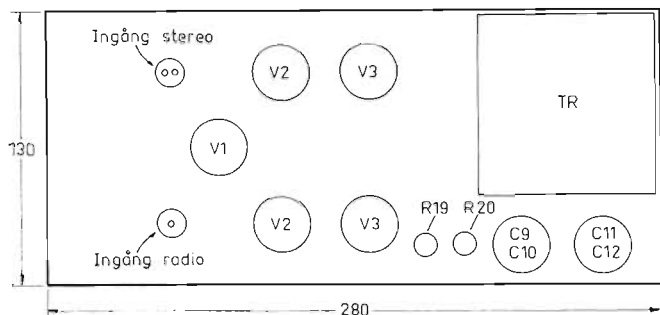 Ingång stereo
V2
V3
TR
130
V1
R19
R20
V2
V3
C9
C10
C11
C12
Ingång radio
280